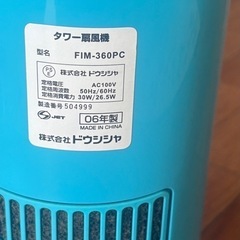 タワー扇風機
型名 FIM-360PC
PS
E
株式会社ドウシシャ
定格電圧 AC100V
定格周波数 50Hz/60Hz
定格消費電力 30W/26.5W
製造番号 504999
JET
06年製
MADE IN CHINA
株式会社ドウシシャ